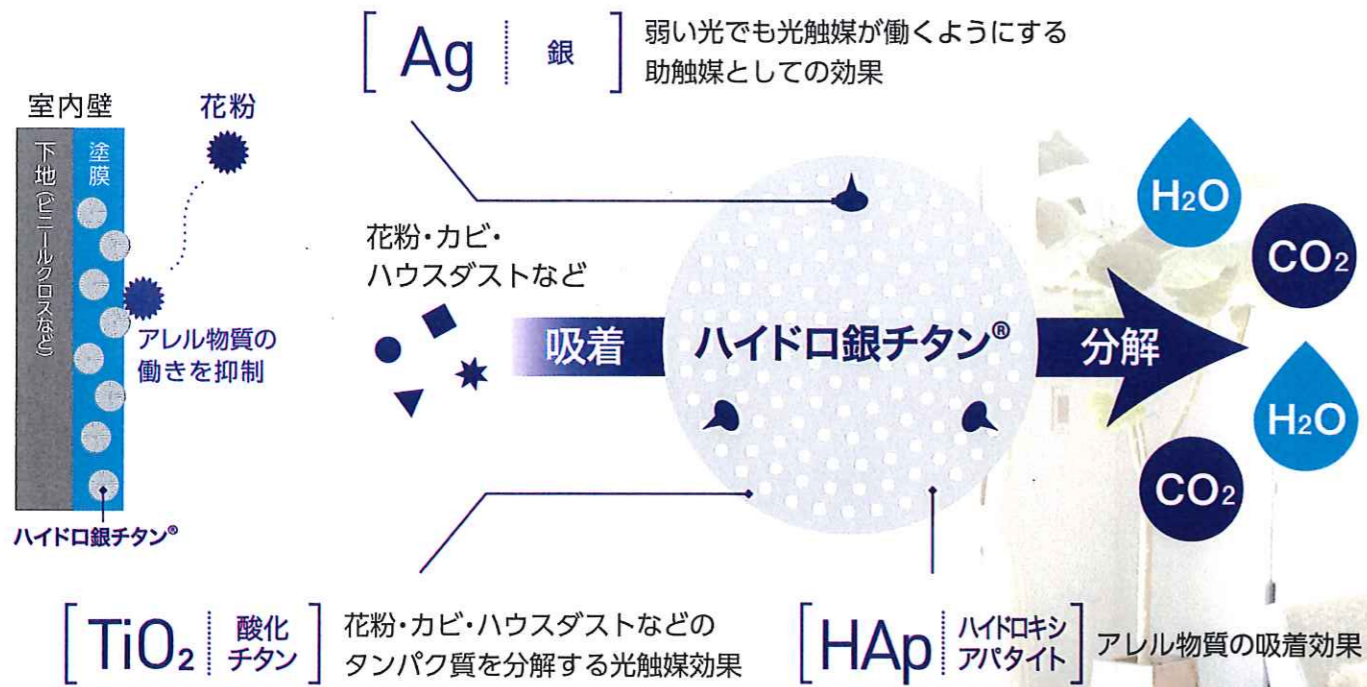 Ag 銀
弱い光でも光触媒が働くようにする
助触媒としての効果
室内壁
花粉
下地(ビニールクロスなど)
塗膜
アレル物質の
働きを抑制
ハイドロ銀チタン®
花粉・カビ・
ハウスダストなど
吸着
ハイドロ銀チタン®
分解
H2O
CO2
H2O
CO2
TiO2 酸化
チタン
花粉・カビ・ハウスダストなどの
タンパク質を分解する光触媒効果
HAp ハイドロキシ
アパタイト
アレル物質の吸着効果